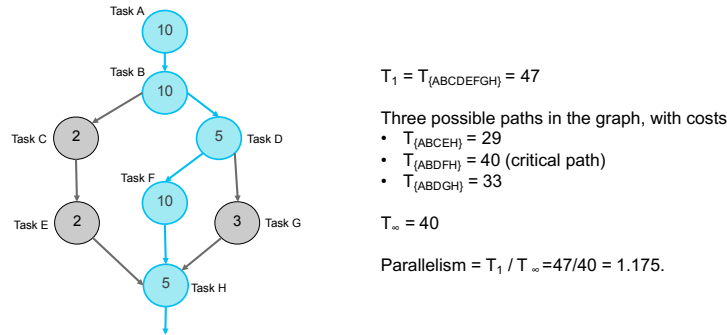 Task A
10
Task B
10
Task C
2
5
Task D
Task F
10
Task E
2
3
Task G
5
Task H
T1 = T{ABCDEFGH} = 47
Three possible paths in the graph, with costs
• T{ABCEH} = 29
• T{ABDFH} = 40 (critical path)
• T{ABDGH} = 33
T∞ = 40
Parallelism = T1 / T ∞ =47/40 = 1.175.